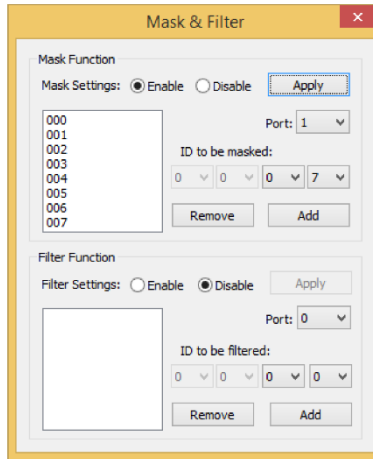 Mask & Filter
Mask Function
Mask Settings: Enable Disable Apply
000
001
002
003
004
005
006
007
Port: 1
ID to be masked:
0 0 0 7
Remove Add
Filter Function
Filter Settings: Enable Disable Apply
Port: 0
ID to be filtered:
0 0 0 0
Remove Add